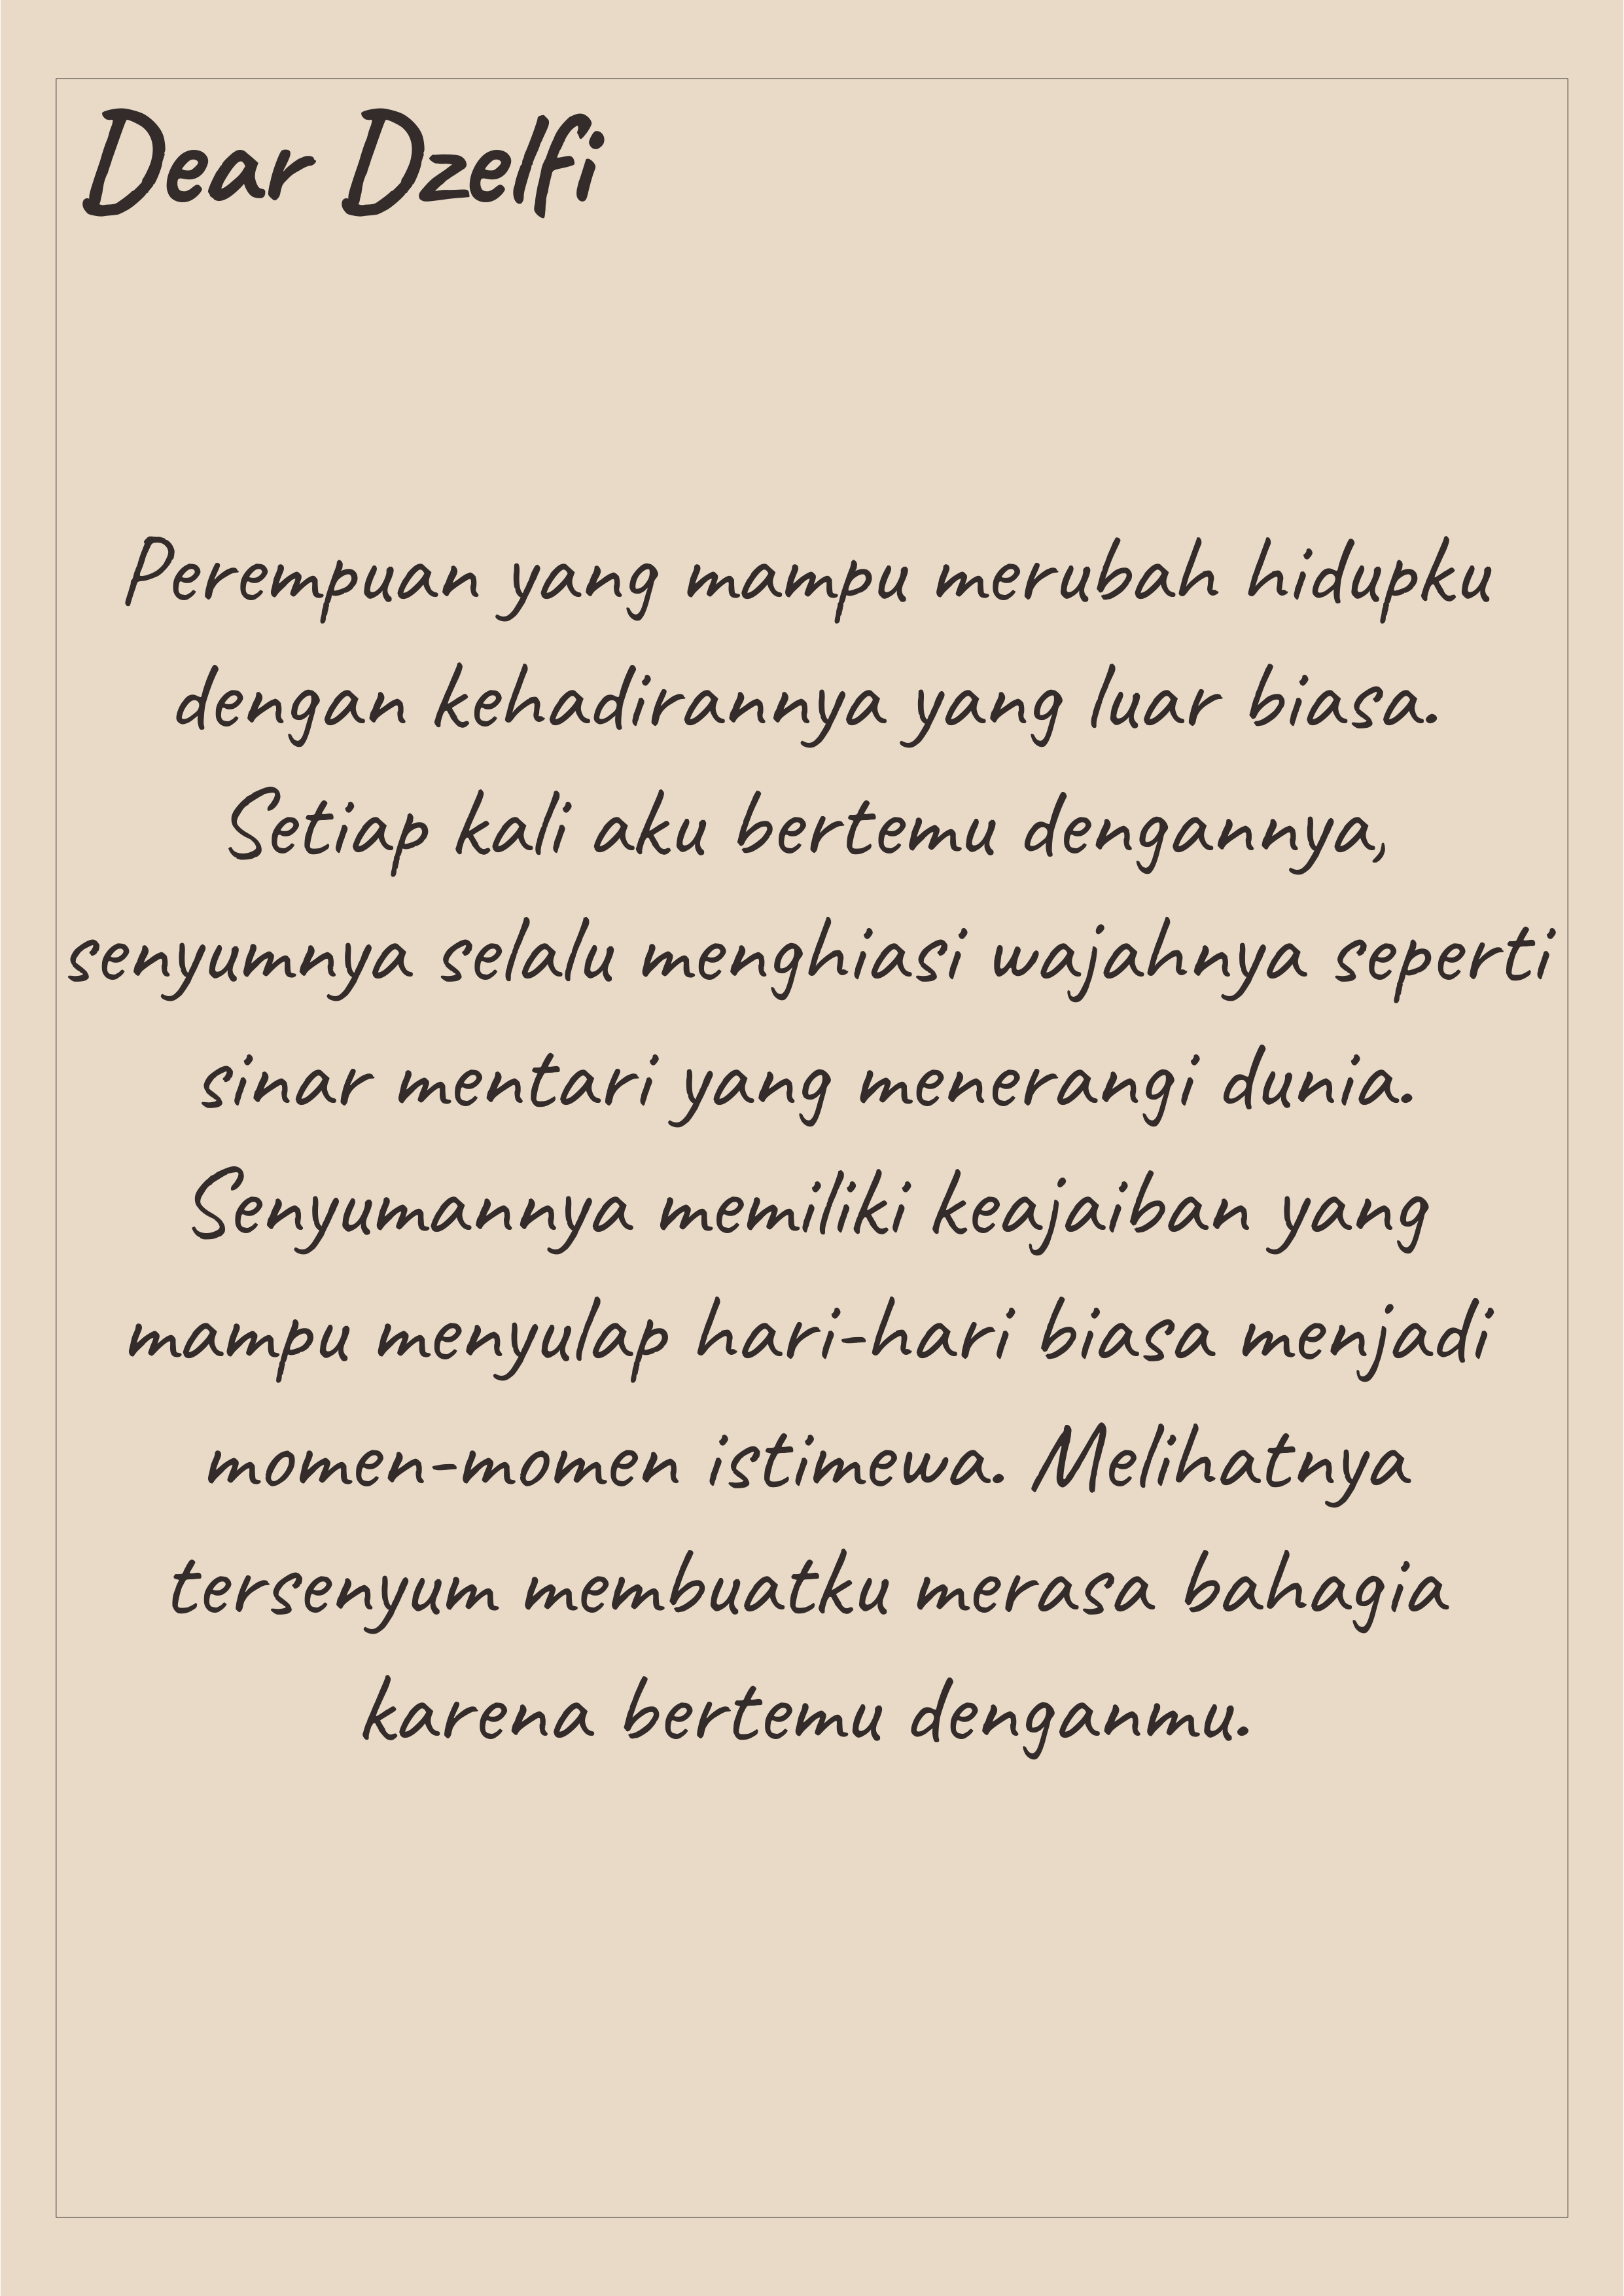 Dear Dzelfi
Perempuan yang mampu merubah hidupku
dengan kehadirannya yang luar biasa.
Setiap kali aku bertemu dengannya,
senyumnya selalu menghiasi wajahnya seperti
sinar mentari yang menerangi dunia.
Senyumannya memiliki keajaiban yang
mampu menyulap hari-hari biasa menjadi
momen-momen istimewa. Melihatnya
tersenyum membuatku merasa bahagia
karena bertemu denganmu.